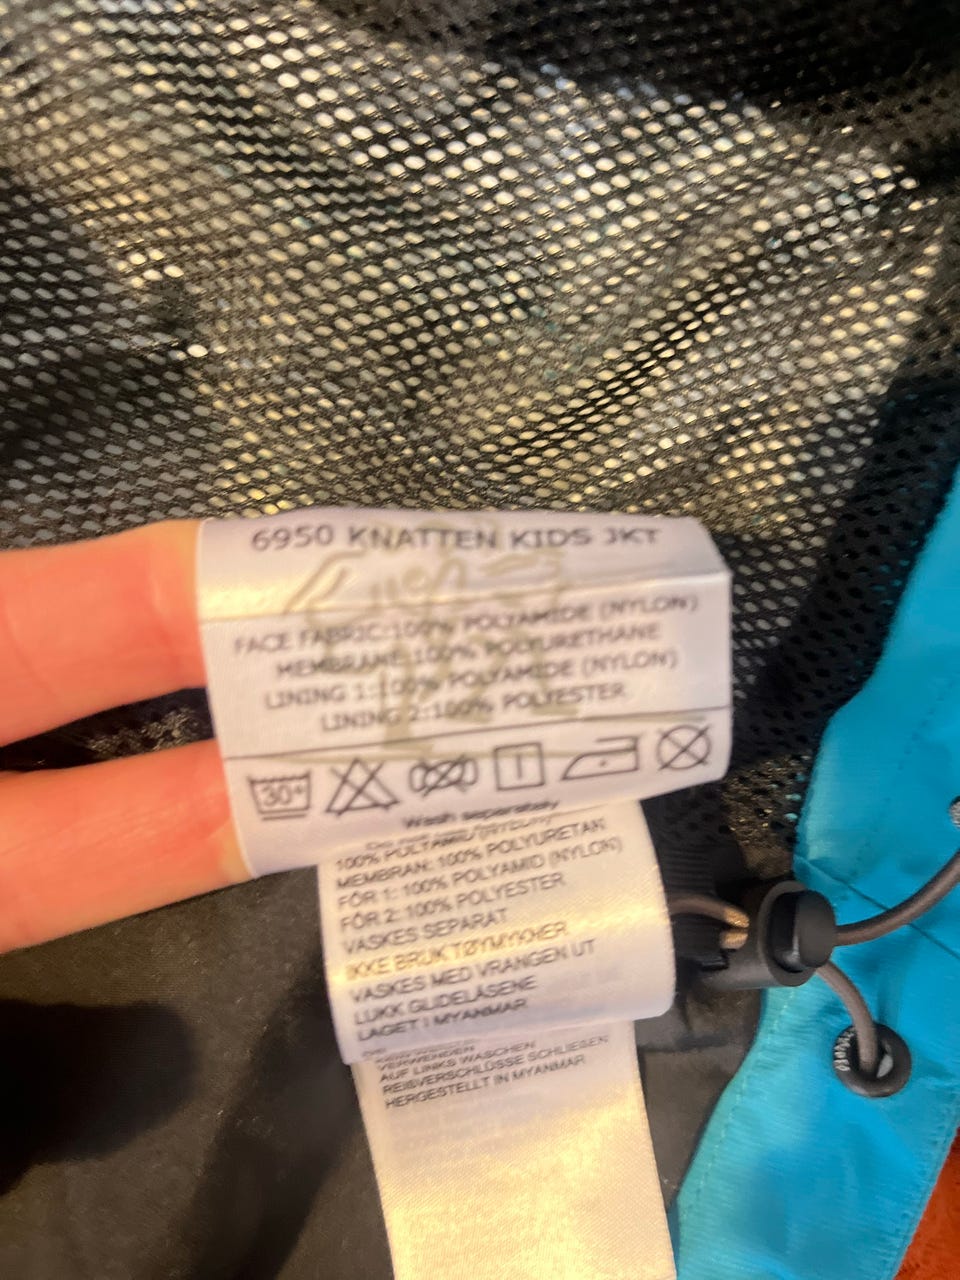 6950 KNATTEN KIDS JKT
FACE FABRIC:100% POLYAMIDE (NYLON)
MEMBRANE 100% POLYURETHANE
LINING 1:100% POLYAMIDE (NYLON)
LINING 2:100% POLYESTER
30°
Wash separately
100% POLYAMID (NYLON)
MEMBRAN: 100% POLYURETAN
FÔR 1: 100% POLYAMID (NYLON)
FÔR 2: 100% POLYESTER
VASKES SEPARAT
IKKE BRUK TØYMYKNER
VASKES MED VRANGEN UT
LUKK GLIDELÅSENE
LAGET I MYANMAR
VERWENDEN
AUF LINKS WASCHEN
REIßVERSCHLÜSSE SCHLIEßEN
HERGESTELLT IN MYANMAR